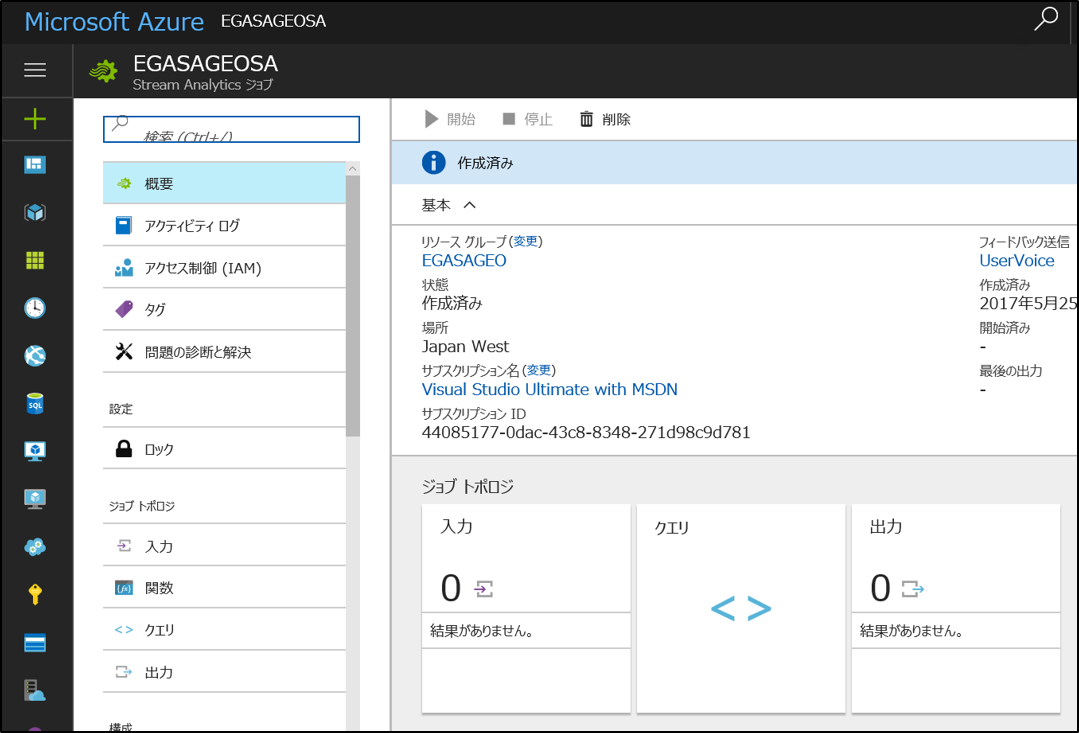 Microsoft Azure EGASAGEOSA
EGASAGEOSA
Stream Analytics ジョブ
検索 (Ctrl+/)
概要
アクティビティ ログ
アクセス制御 (IAM)
タグ
問題の診断と解決
設定
ロック
ジョブ トポロジ
入力
関数
クエリ
出力
構成
開始 停止 削除
作成済み
基本
リソース グループ(変更)
EGASAGEO
状態
作成済み
場所
Japan West
サブスクリプション名(変更)
Visual Studio Ultimate with MSDN
サブスクリプション ID
44085177-0dac-43c8-8348-271d98c9d781
フィードバック送信
UserVoice
作成済み
2017年5月25
開始済み
-
最後の出力
-
ジョブ トポロジ
入力
0
結果がありません。
クエリ
< >
出力
0
結果がありません。